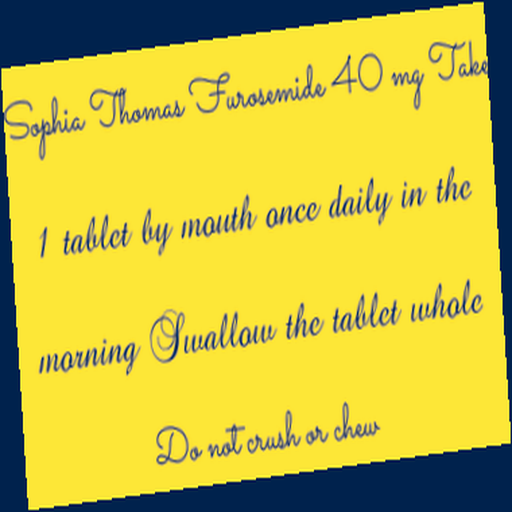 Sophia Thomas Furosemide 40 mg Take
1 tablet by mouth once daily in the
morning Swallow the tablet whole
Do not crush or chew